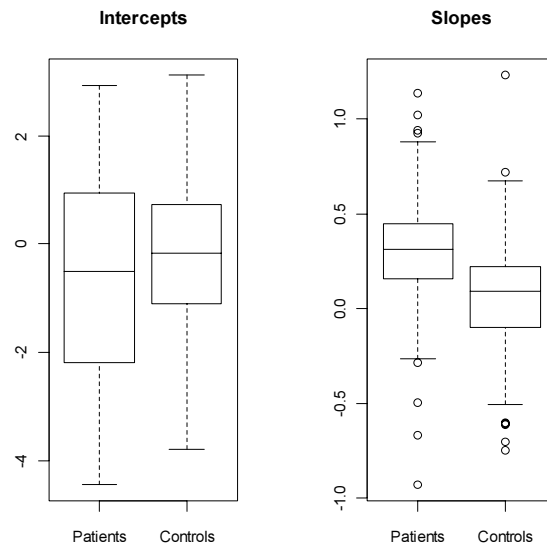 Intercepts
2
0
-2
-4
Patients
Controls
Slopes
1.0
0.5
0.0
-0.5
-1.0
Patients
Controls